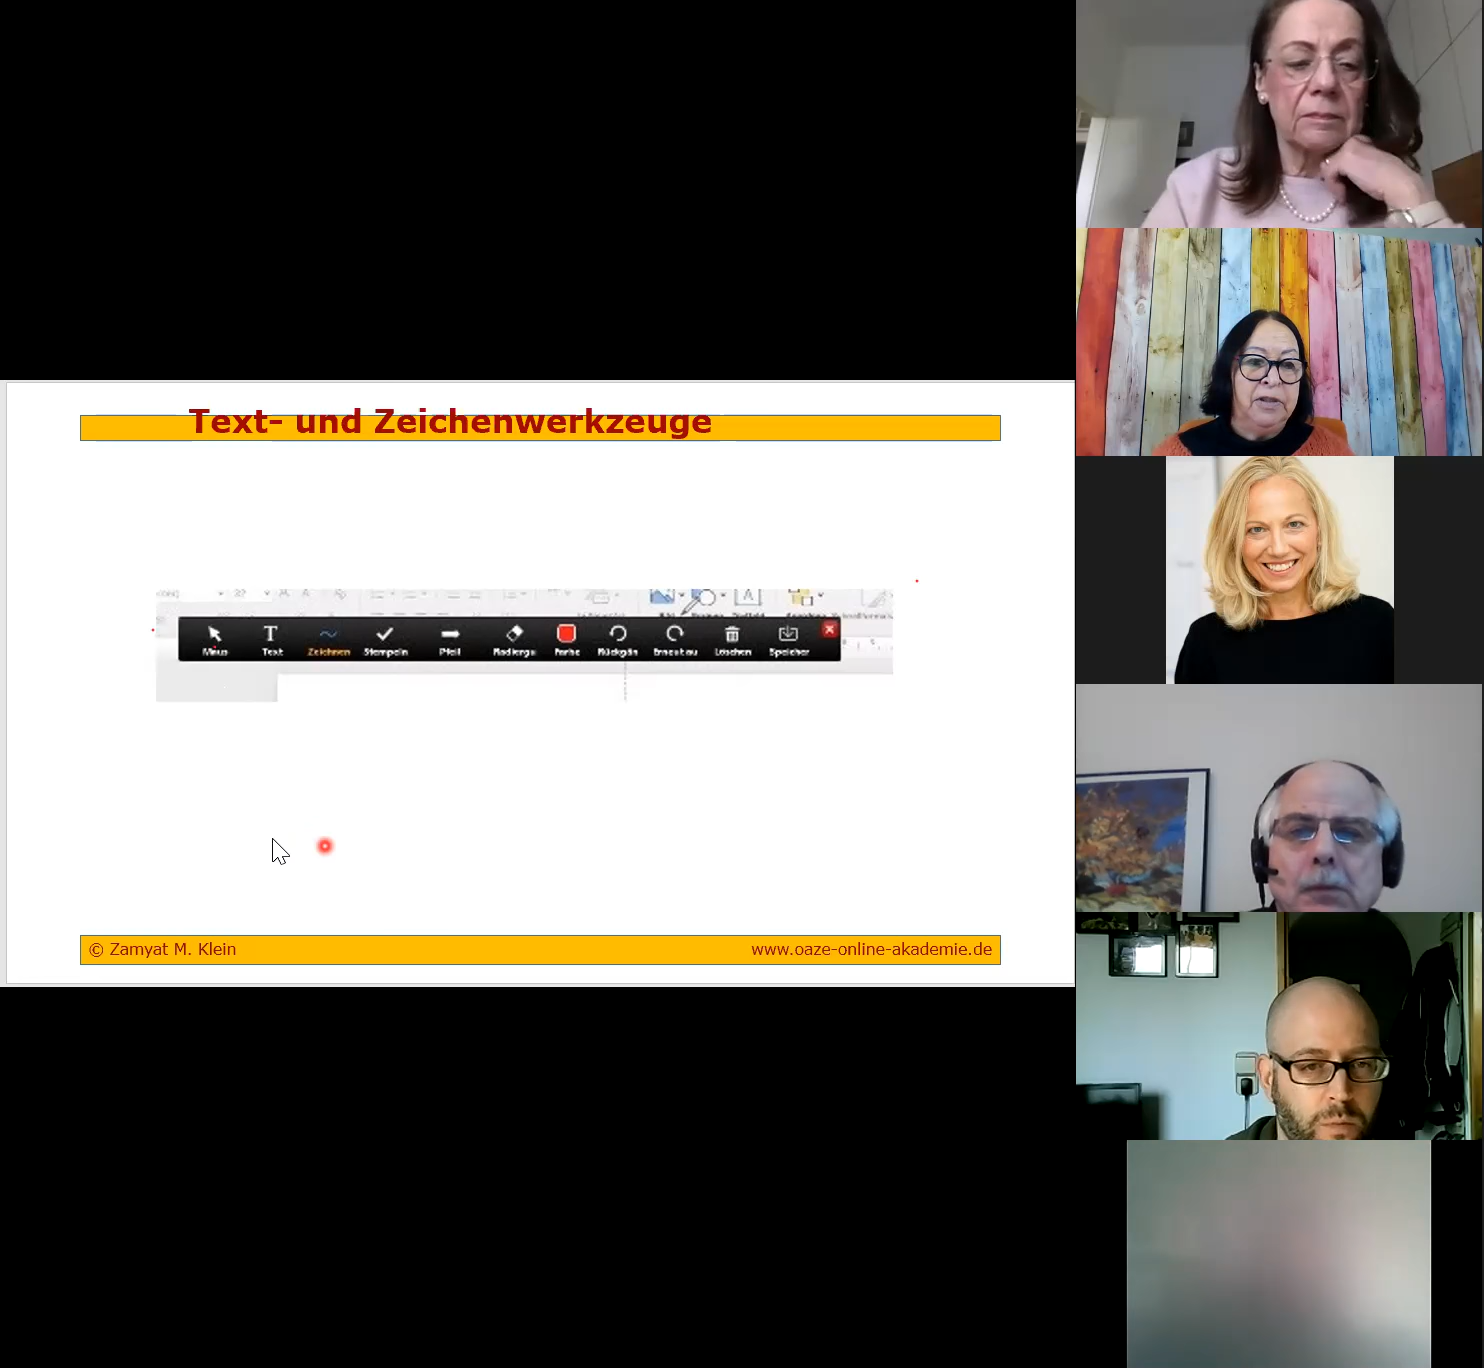 Text- und Zeichenwerkzeuge
32
A
Maus Text Zeichnen Stempeln Pfeil Radiergu Farbe Rückgän Erneut au Löschen Speicher
© Zamyat M. Klein
www.oaze-online-akademie.de